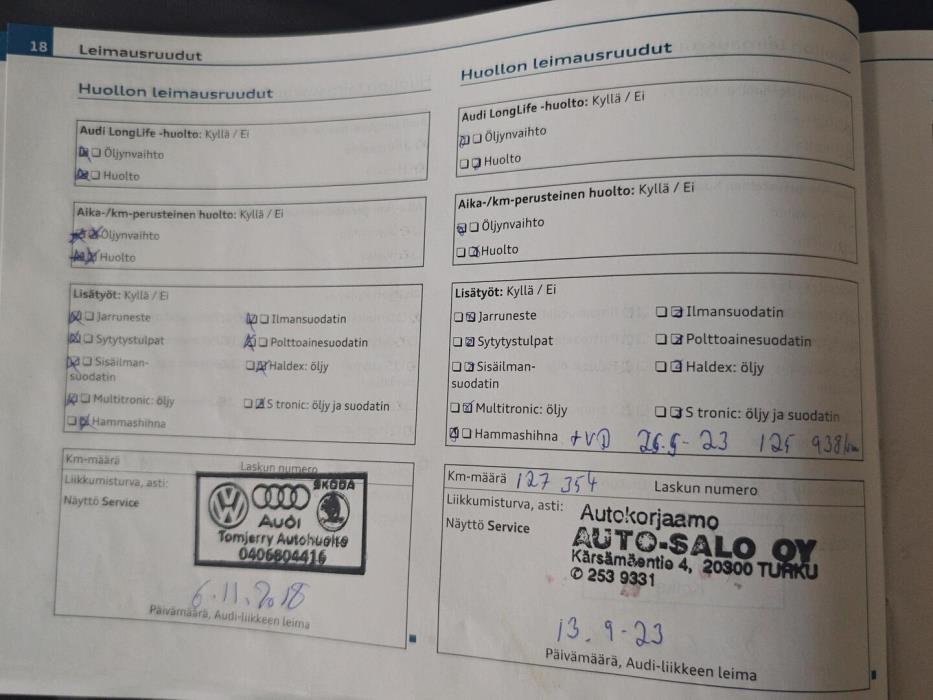 18 Leimausruudut
Huollon leimausruudut
Audi LongLife -huolto: Kyllä / Ei
Öljynvaihto
Huolto
Aika-/km-perusteinen huolto: Kyllä / Ei
Öljynvaihto
Huolto
Lisätyöt: Kyllä / Ei
Jarruneste
Ilmansuodatin
Sytytystulpat
Polttoainesuodatin
Sisäilman-
suodatin
Haldex: öljy
Multitronic: öljy
S tronic: öljy ja suodatin
Hammashihna
Km-määrä
Laskun numero
Liikkumisturva, asti:
Näyttö Service
ŠKODA
Audi
Tomjerry Autohuolto
0406804416
6.11.2018
Päivämäärä, Audi-liikkeen leima
Huollon leimausruudut
Audi LongLife -huolto: Kyllä / Ei
Öljynvaihto
Huolto
Aika-/km-perusteinen huolto: Kyllä / Ei
Öljynvaihto
Huolto
Lisätyöt: Kyllä / Ei
Jarruneste
Ilmansuodatin
Sytytystulpat
Polttoainesuodatin
Sisäilman-
suodatin
Haldex: öljy
Multitronic: öljy
S tronic: öljy ja suodatin
Hammashihna +VP 26.5-23 125 938/km
Km-määrä 127 354
Laskun numero
Liikkumisturva, asti:
Näyttö Service
Autokorjaamo
AUTO-SALO OY
Kärsämäentie 4, 20300 TURKU
✆ 253 9331
13.9-23
Päivämäärä, Audi-liikkeen leima